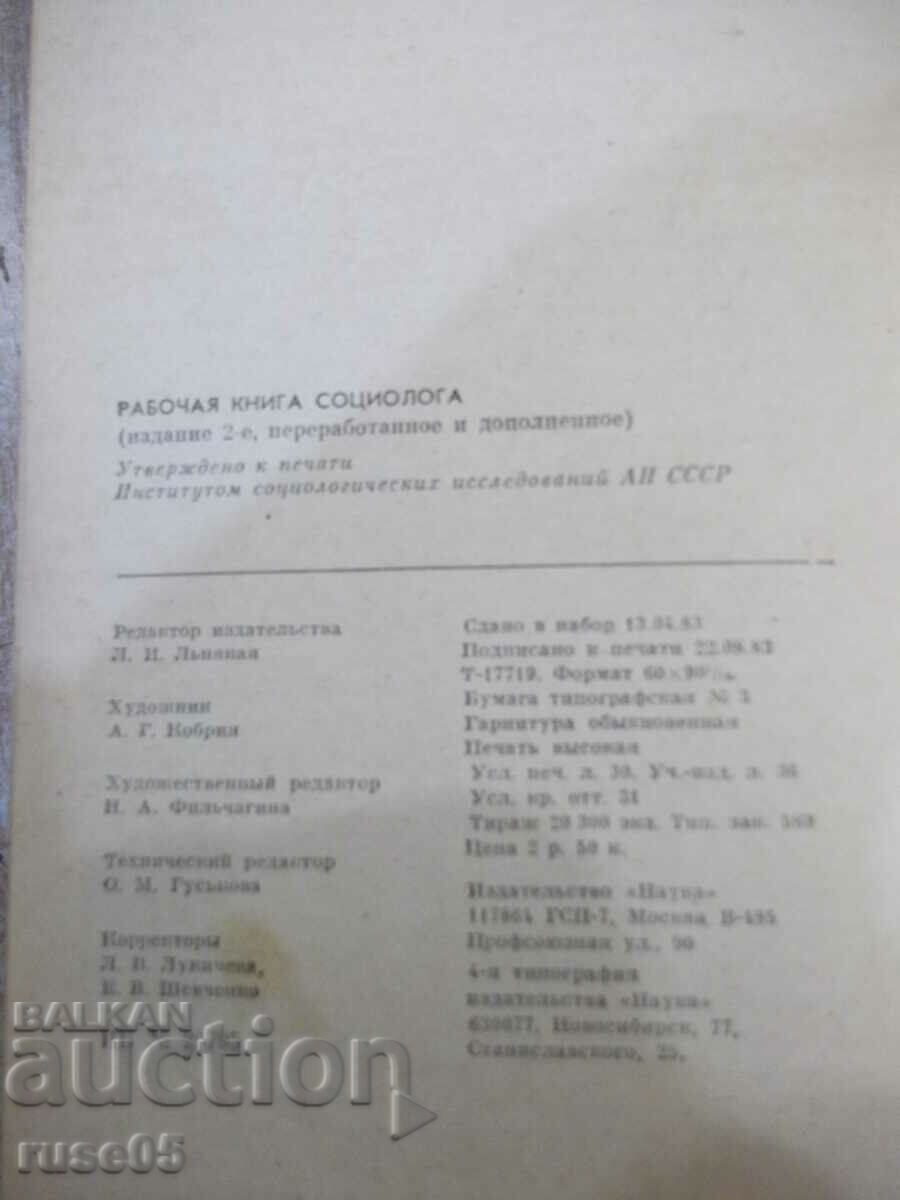 РАБОЧАЯ КНИГА СОЦИОЛОГА
(издание 2-е, переработанное и дополненное)
Утверждено к печати
Институтом социологических исследований АН СССР
Редактор издательства
Л. И.
Художник
А. Г. Кобрин
Художественный редактор
Н. А. Фильчагина
Технический редактор
О. М. Гуськова
Корректоры
Л. В. Лукичева,
Е. В. Шевченко
Сдано в набор 13.04.83
Подписано к печати 22.08.83
Т-17719. Формат 60×90
Бумага типографская № 3
Гарнитура обыкновенная
Печать высокая
Усл. печ. л. 30. Уч.-изд. л. 36
Усл. кр. отт. 31
Тираж 20 300 экз. Тип. зак.
Цена 2 р. 50 к.
Издательство «Наука»
117864 ГСП-7, Москва В-485
Профсоюзная ул., 90
4-я типография
издательства «Наука»
630077, Новосибирск, 77,
Станиславского, 25.
BALKAN
auction
ruse05